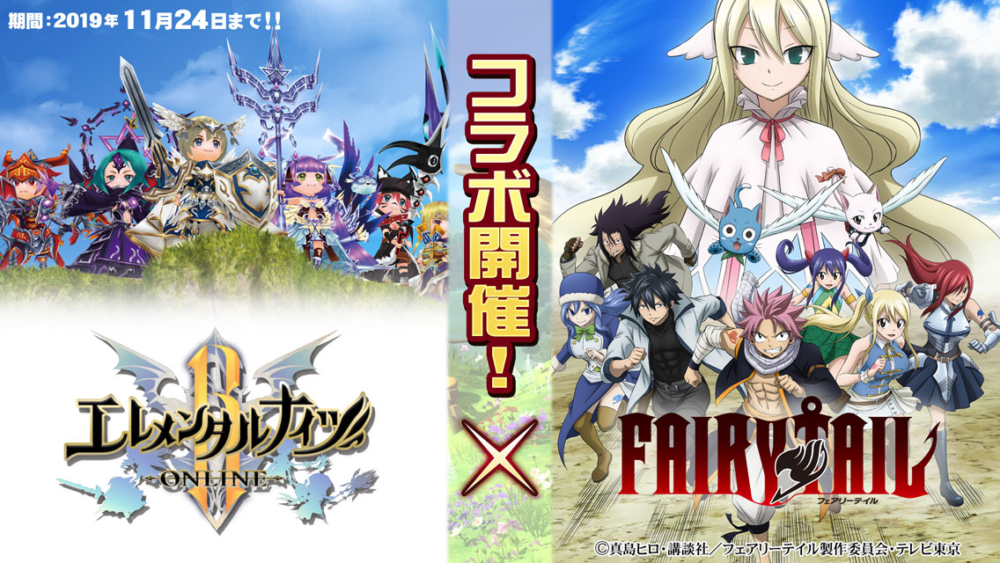 期間：2019年 11月24日まで!!
コラボ開催！
×
エレメンタルナイツ
R
ONLINE
FAIRY TAIL
フェアリーテイル
©真島ヒロ・講談社／フェアリーテイル製作委員会・テレビ東京